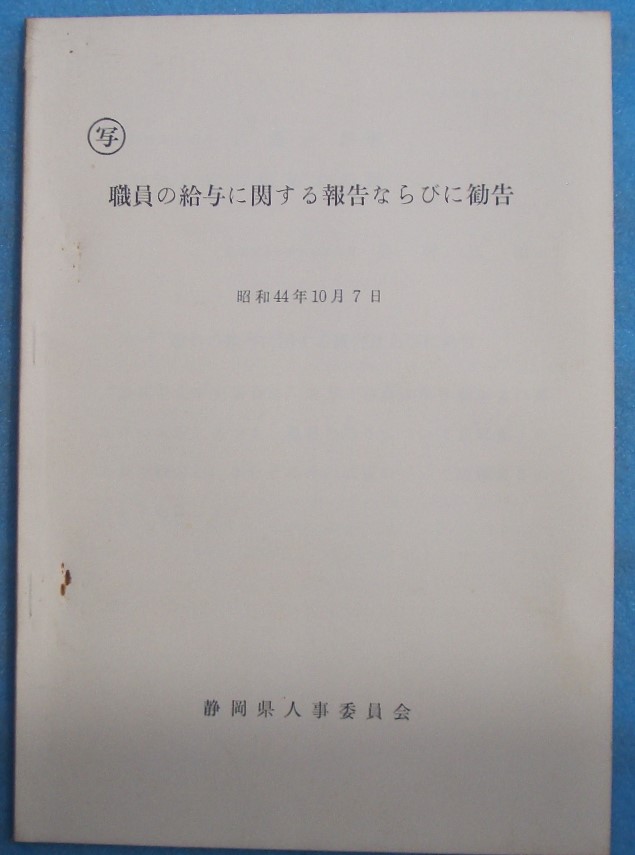 写
職員の給与に関する報告ならびに勧告
昭和44年10月7日
静岡県人事委員会